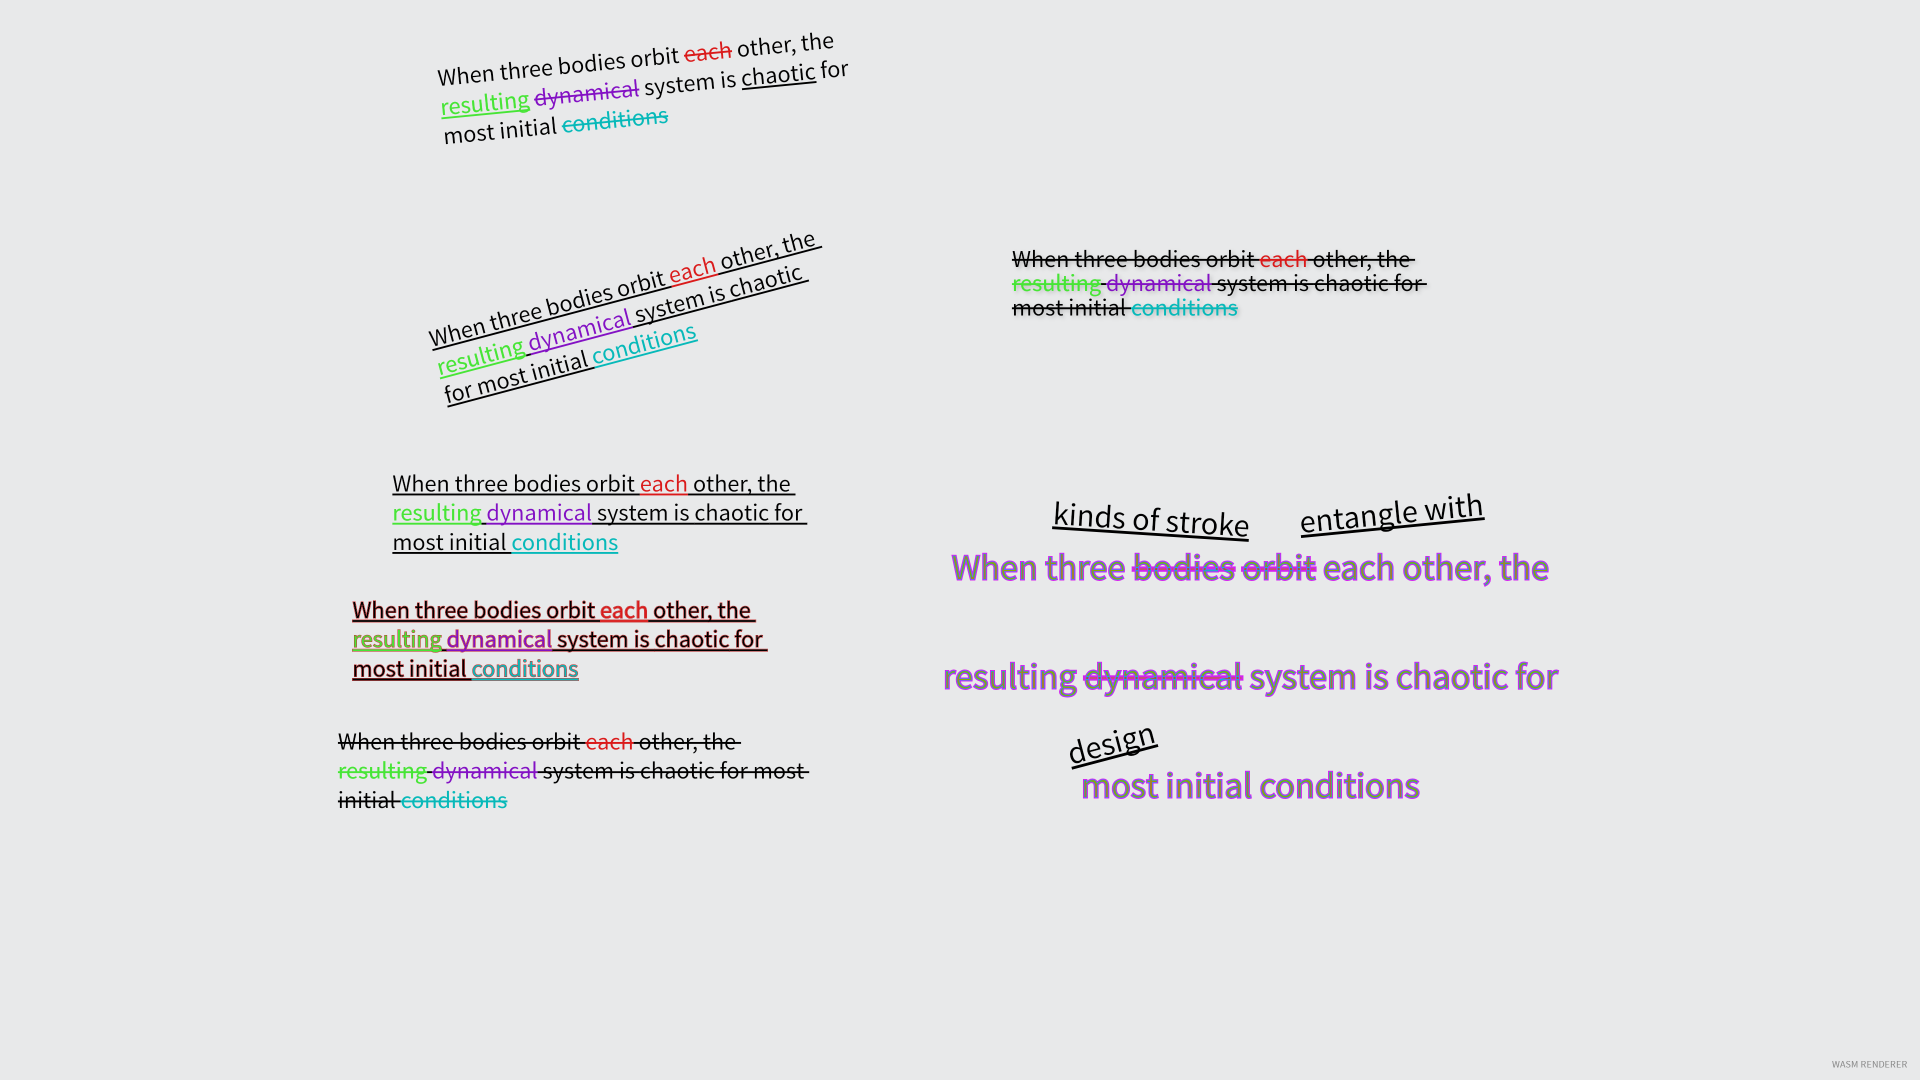 When three bodies orbit each other, the
resulting dynamical system is chaotic for
most initial conditions
When three bodies orbit each other, the
resulting dynamical system is chaotic
for most initial conditions
When three bodies orbit each other, the
resulting dynamical system is chaotic for
most initial conditions
When three bodies orbit each other, the
resulting dynamical system is chaotic for
most initial conditions
When three bodies orbit each other, the
resulting dynamical system is chaotic for most
initial conditions
When three bodies orbit each other, the
resulting dynamical system is chaotic for
most initial conditions
kinds of stroke
entangle with
When three bodies orbit each other, the
resulting dynamical system is chaotic for
design
most initial conditions
WASM RENDERER